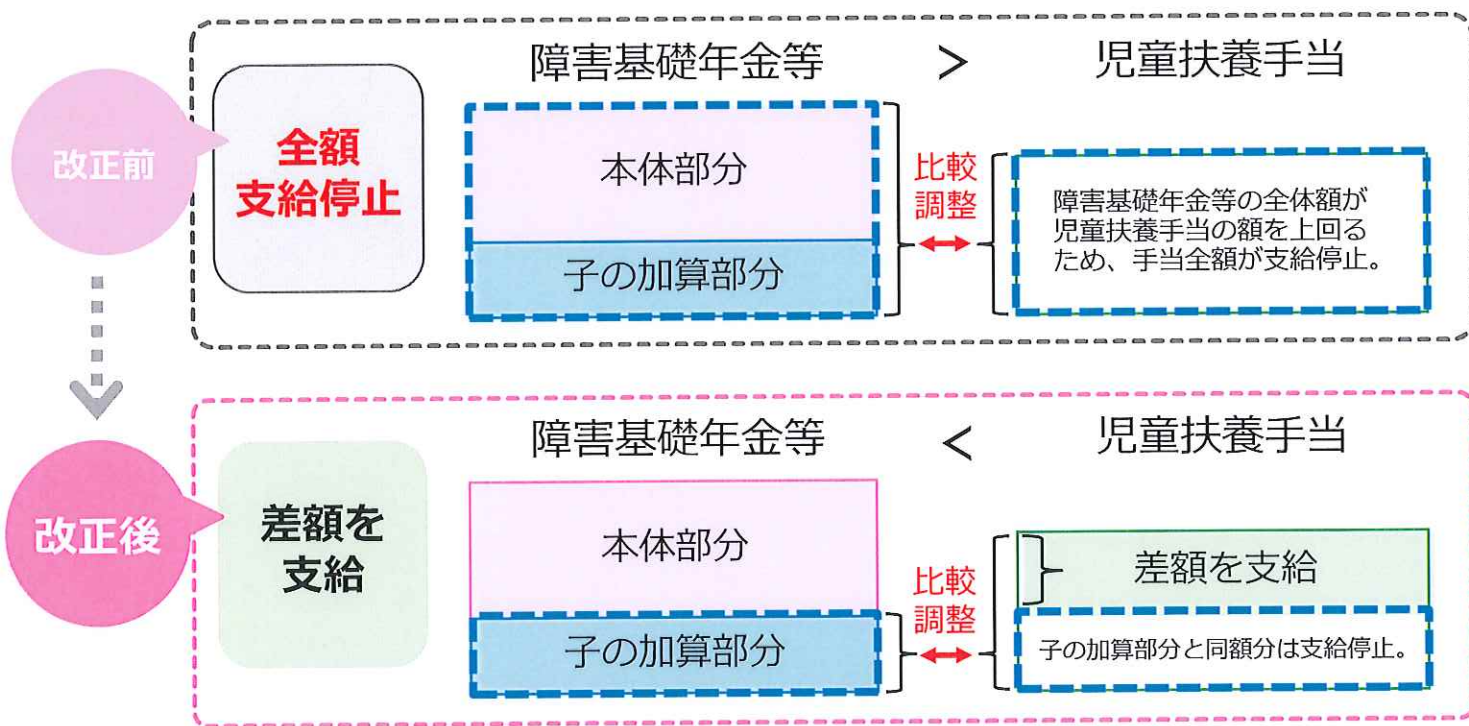 改正前
全額
支給停止
障害基礎年金等 > 児童扶養手当
本体部分
子の加算部分
比較
調整
障害基礎年金等の全体額が
児童扶養手当の額を上回る
ため、手当全額が支給停止。
改正後
差額を
支給
障害基礎年金等 < 児童扶養手当
本体部分
子の加算部分
比較
調整
差額を支給
子の加算部分と同額分は支給停止。